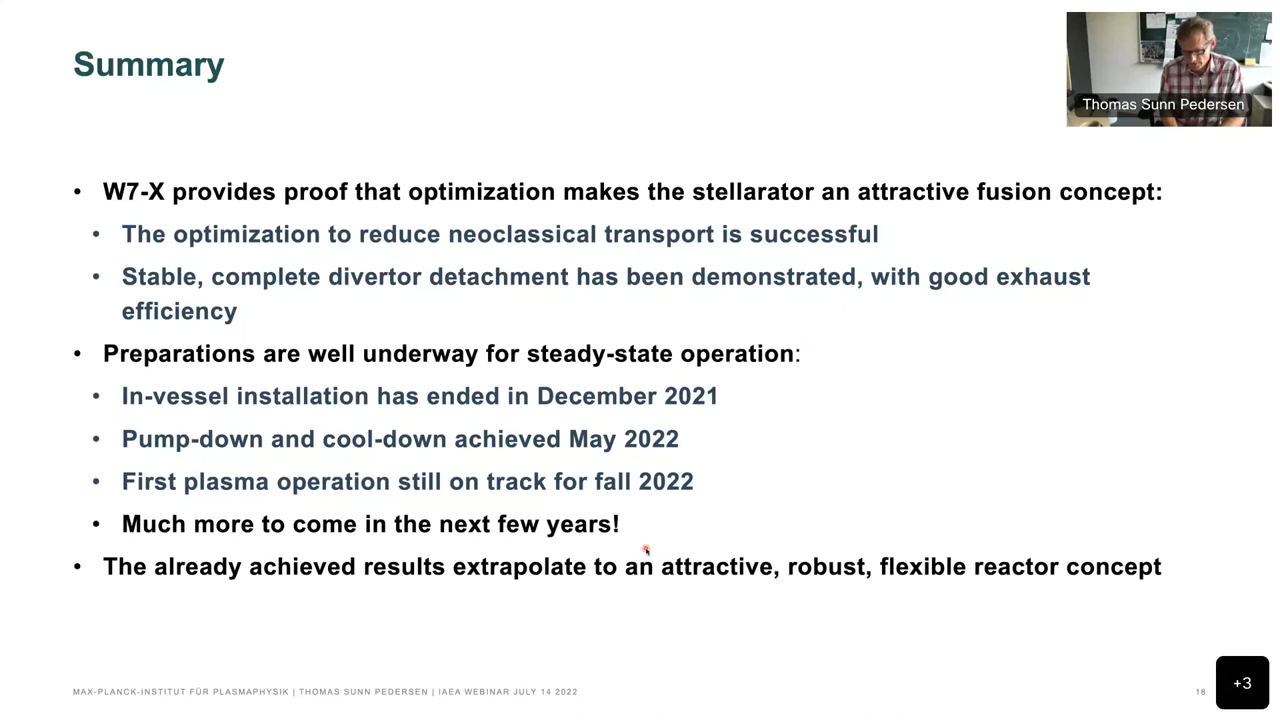 Summary
Thomas Sunn Pedersen
• W7-X provides proof that optimization makes the stellarator an attractive fusion concept:
• The optimization to reduce neoclassical transport is successful
• Stable, complete divertor detachment has been demonstrated, with good exhaust
efficiency
• Preparations are well underway for steady-state operation:
• In-vessel installation has ended in December 2021
• Pump-down and cool-down achieved May 2022
• First plasma operation still on track for fall 2022
• Much more to come in the next few years!
• The already achieved results extrapolate to an attractive, robust, flexible reactor concept
MAX-PLANCK-INSTITUT FÜR PLASMAPHYSIK | THOMAS SUNN PEDERSEN | IAEA WEBINAR JULY 14 2022
18
+3